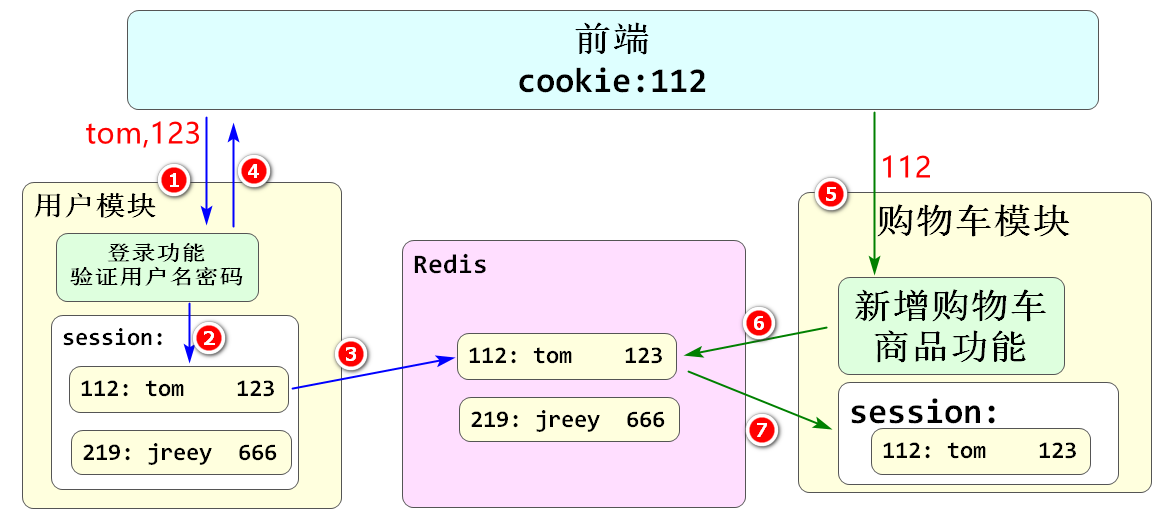 前端
cookie:112
tom,123
1
4
112
5
用户模块
登录功能
验证用户名密码
session:
2
112: tom 123
219: jreey 666
3
Redis
112: tom 123
219: jreey 666
6
7
购物车模块
新增购物车
商品功能
session:
112: tom 123